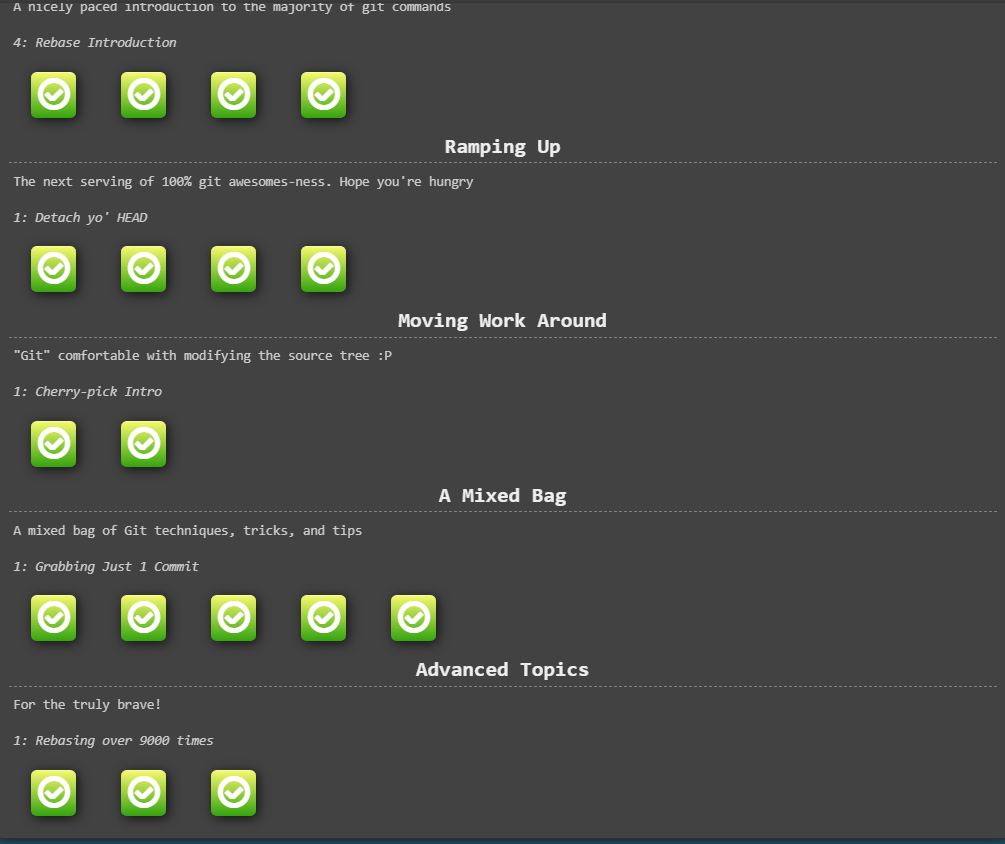 A nicely paced introduction to the majority of git commands
4: Rebase Introduction
Ramping Up
The next serving of 100% git awesomes-ness. Hope you're hungry
1: Detach yo' HEAD
Moving Work Around
"Git" comfortable with modifying the source tree :P
1: Cherry-pick Intro
A Mixed Bag
A mixed bag of Git techniques, tricks, and tips
1: Grabbing Just 1 Commit
Advanced Topics
For the truly brave!
1: Rebasing over 9000 times